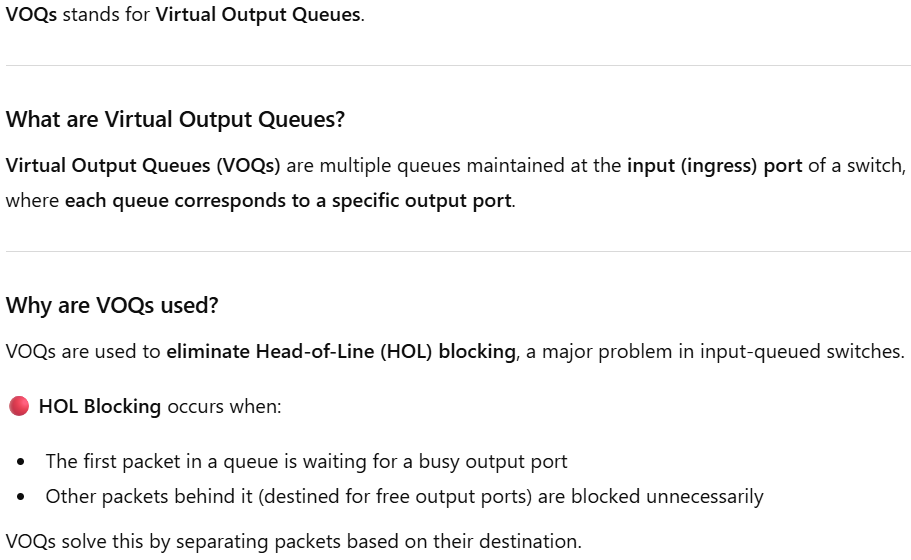 VOQs stands for Virtual Output Queues.
What are Virtual Output Queues?
Virtual Output Queues (VOQs) are multiple queues maintained at the input (ingress) port of a switch,
where each queue corresponds to a specific output port.
Why are VOQs used?
VOQs are used to eliminate Head-of-Line (HOL) blocking, a major problem in input-queued switches.
HOL Blocking occurs when:
• The first packet in a queue is waiting for a busy output port
• Other packets behind it (destined for free output ports) are blocked unnecessarily
VOQs solve this by separating packets based on their destination.